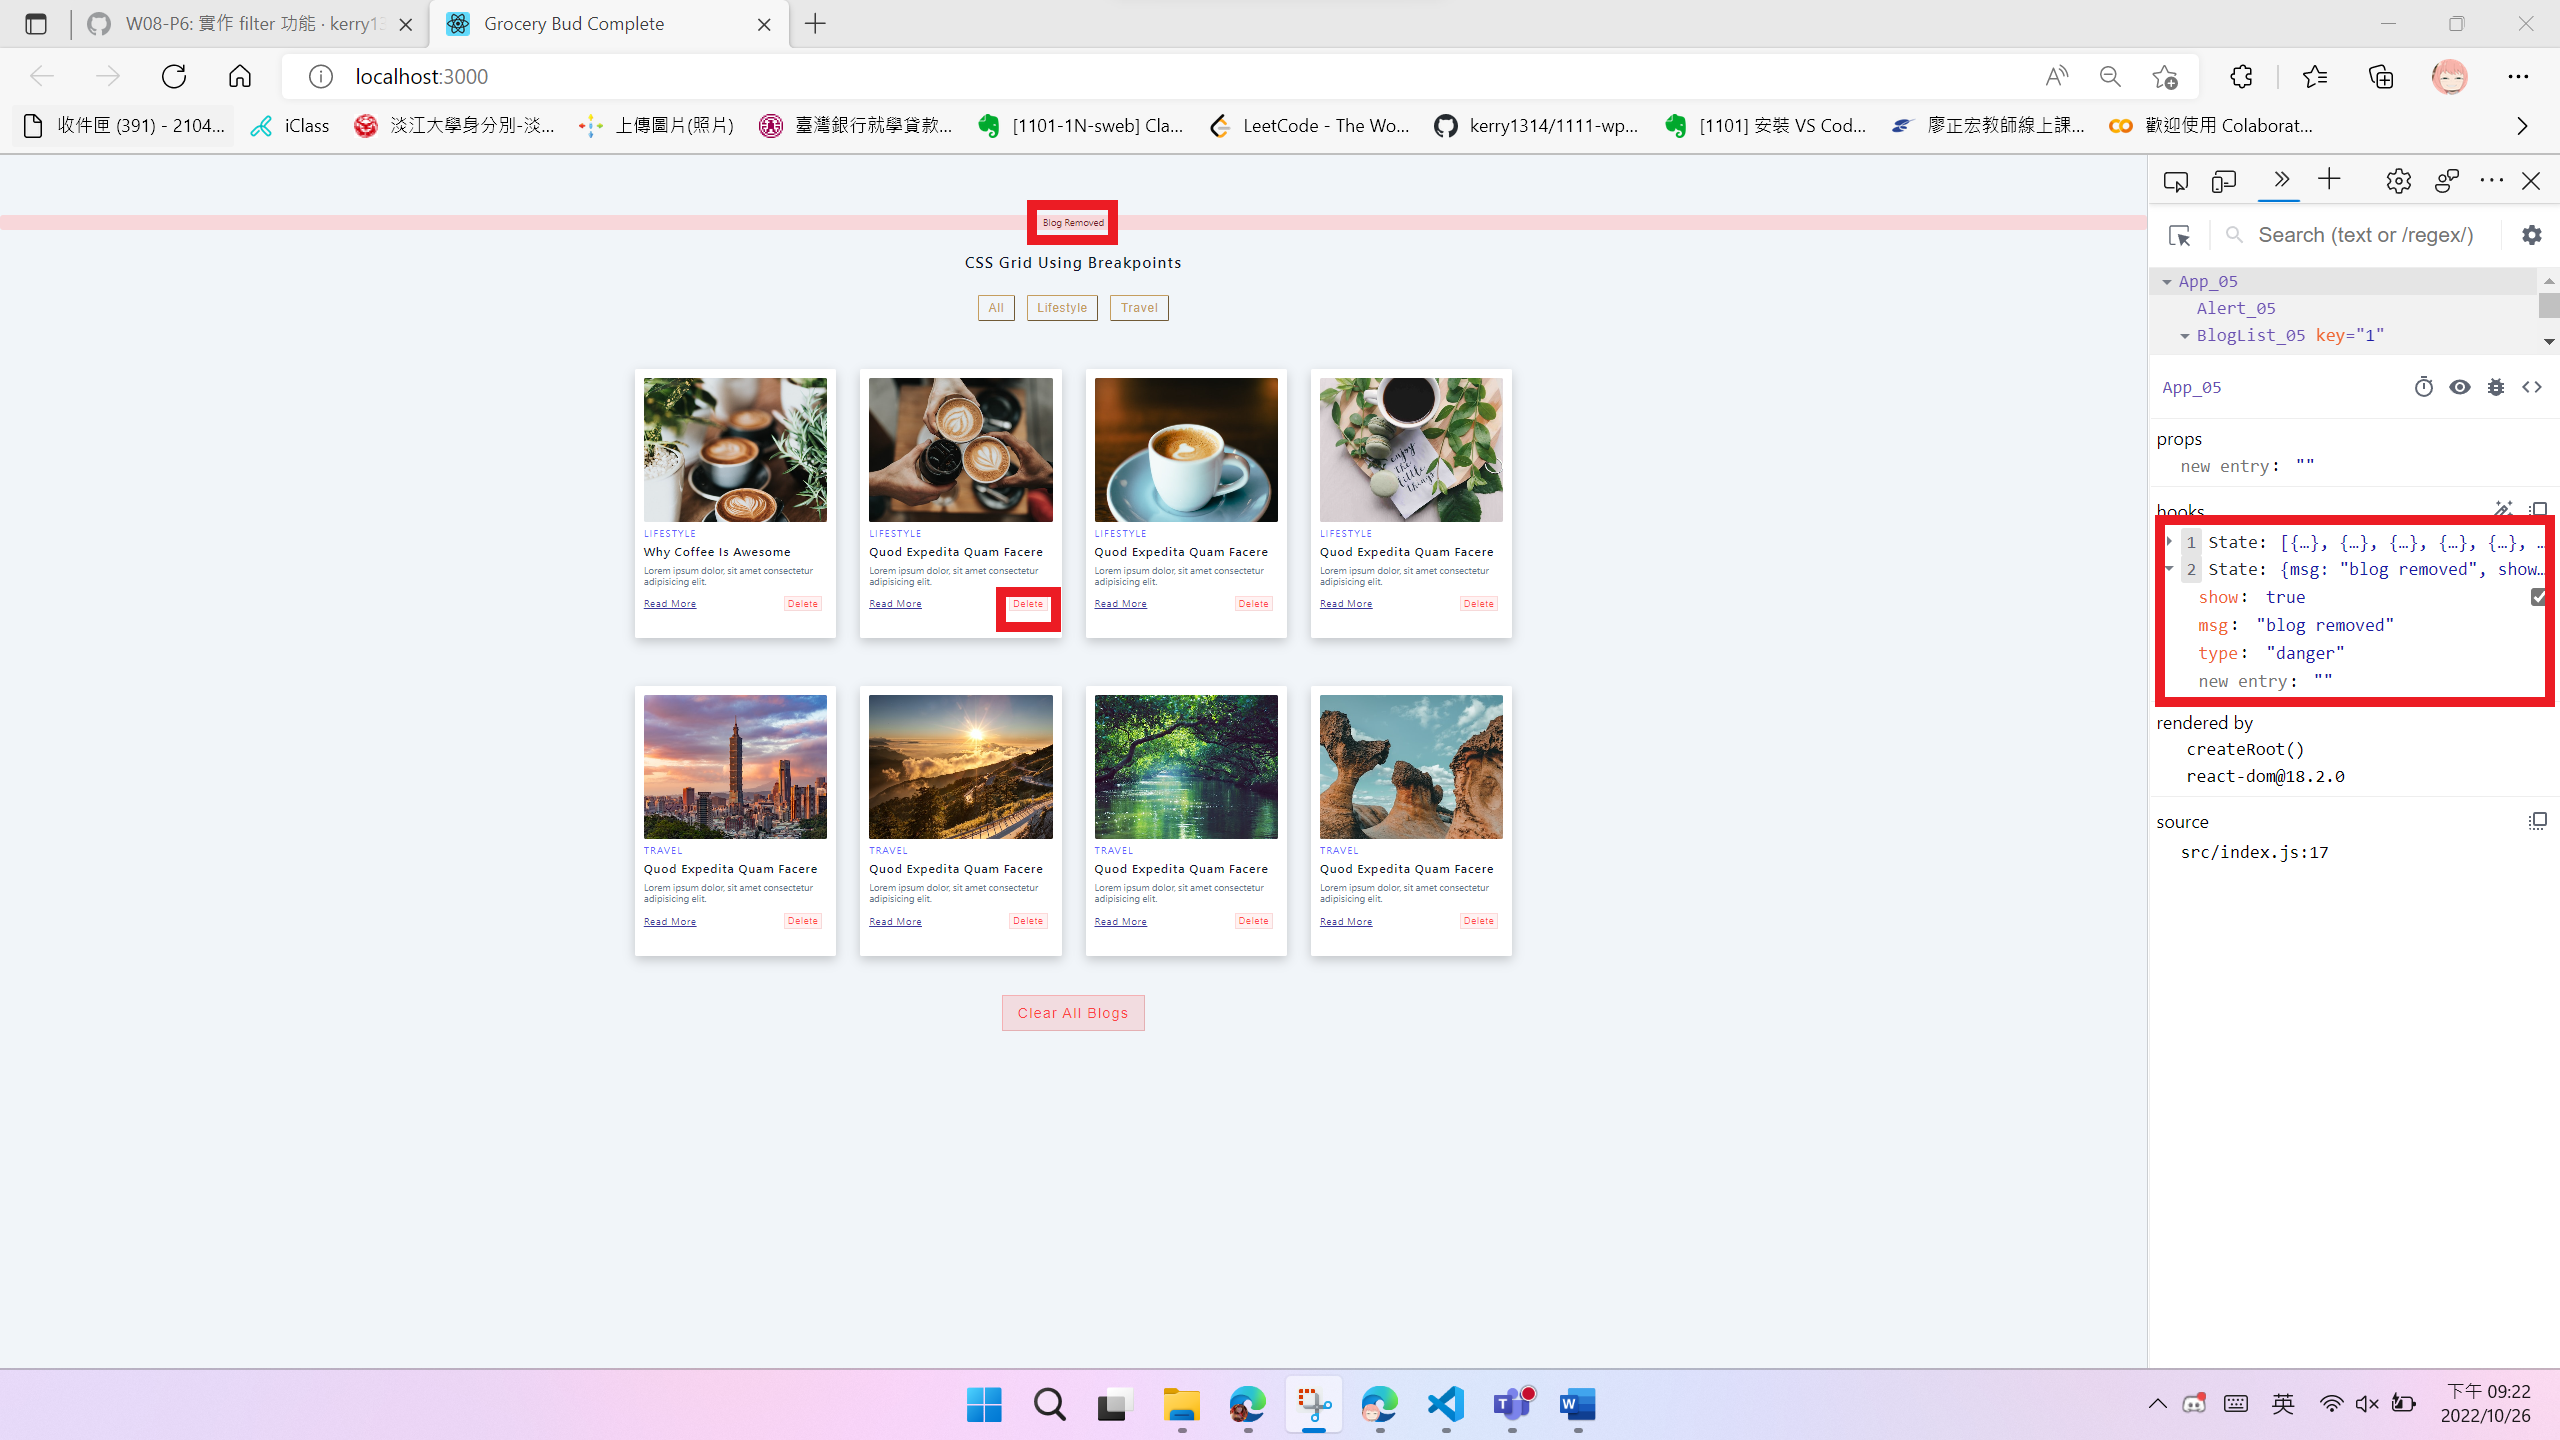 W08-P6: 實作 filter 功能 · kerry13
Grocery Bud Complete
localhost:3000
收件匣 (391) - 2104...
iClass
淡江大學身分別-淡...
上傳圖片(照片)
臺灣銀行就學貸款...
[1101-1N-sweb] Cla...
LeetCode - The Wo...
kerry1314/1111-wp...
[1101] 安裝 VS Cod...
廖正宏教師線上課...
歡迎使用 Colaborat...
Blog Removed
CSS Grid Using Breakpoints
All
Lifestyle
Travel
LIFESTYLE
Why Coffee Is Awesome
Lorem ipsum dolor, sit amet consectetur
adipisicing elit.
Read More
Delete
LIFESTYLE
Quod Expedita Quam Facere
Lorem ipsum dolor, sit amet consectetur
adipisicing elit.
Read More
Delete
LIFESTYLE
Quod Expedita Quam Facere
Lorem ipsum dolor, sit amet consectetur
adipisicing elit.
Read More
Delete
enjoy
the
little
things
LIFESTYLE
Quod Expedita Quam Facere
Lorem ipsum dolor, sit amet consectetur
adipisicing elit.
Read More
Delete
TRAVEL
Quod Expedita Quam Facere
Lorem ipsum dolor, sit amet consectetur
adipisicing elit.
Read More
Delete
TRAVEL
Quod Expedita Quam Facere
Lorem ipsum dolor, sit amet consectetur
adipisicing elit.
Read More
Delete
TRAVEL
Quod Expedita Quam Facere
Lorem ipsum dolor, sit amet consectetur
adipisicing elit.
Read More
Delete
TRAVEL
Quod Expedita Quam Facere
Lorem ipsum dolor, sit amet consectetur
adipisicing elit.
Read More
Delete
Clear All Blogs
Search (text or /regex/)
App_05
Alert_05
BlogList_05 key="1"
App_05
props
new entry: ""
hooks
1 State: [{…}, {…}, {…}, {…}, {…}, …
2 State: {msg: "blog removed", show…
show: true
msg: "blog removed"
type: "danger"
new entry: ""
rendered by
createRoot()
react-dom@18.2.0
source
src/index.js:17
英
下午 09:22
2022/10/26